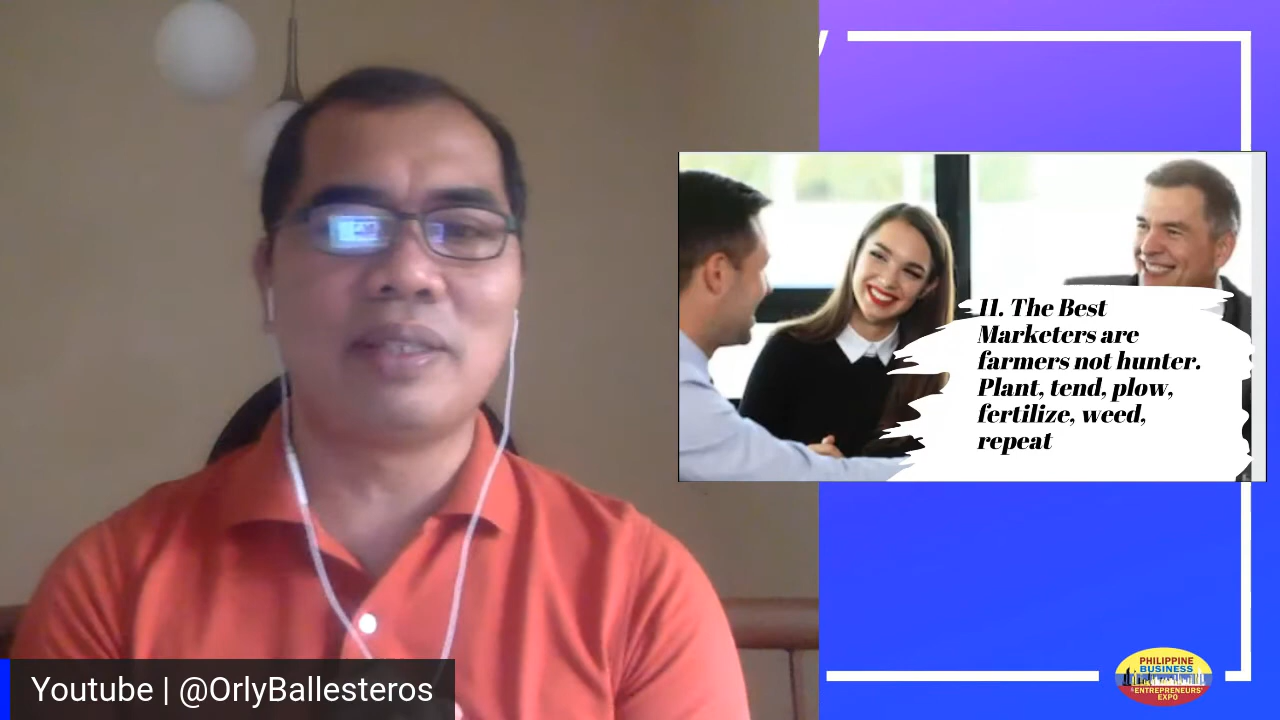 11. The Best
Marketers are
farmers not hunter.
Plant, tend, plow,
fertilize, weed,
repeat
Youtube | @OrlyBallesteros
PHILIPPINE
BUSINESS
& ENTREPRENEURS'
EXPO